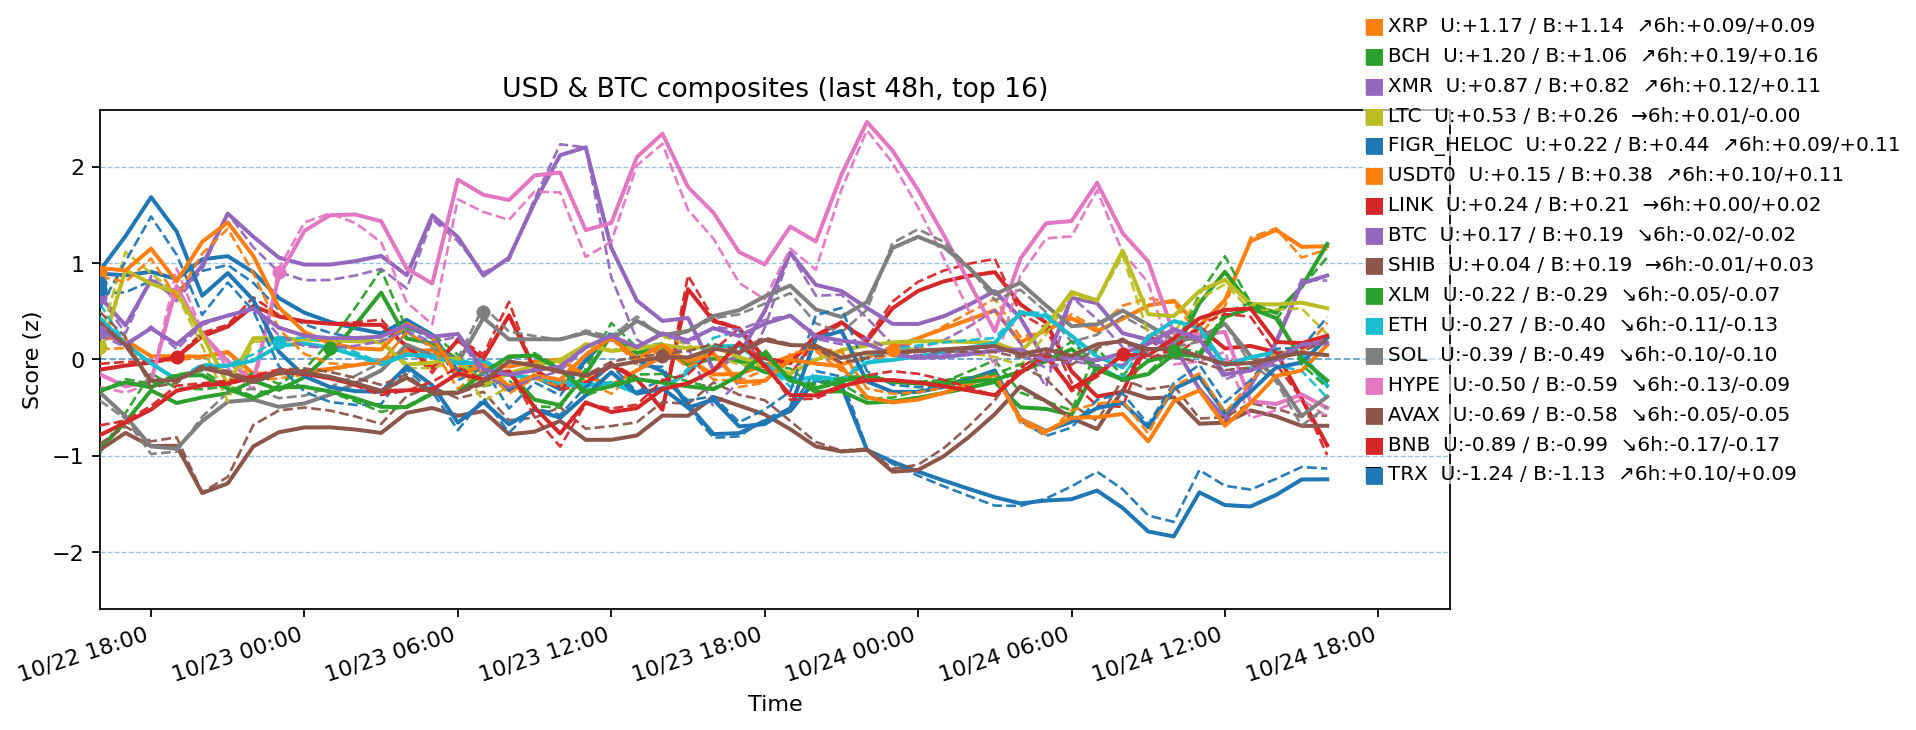 XRP  U:+1.17 / B:+1.14  ↗6h:+0.09/+0.09
BCH  U:+1.20 / B:+1.06  ↗6h:+0.19/+0.16
USD & BTC composites (last 48h, top 16)
XMR  U:+0.87 / B:+0.82  ↗6h:+0.12/+0.11
LTC  U:+0.53 / B:+0.26  →6h:+0.01/-0.00
FIGR_HELOC  U:+0.22 / B:+0.44  ↗6h:+0.09/+0.11
USDT0  U:+0.15 / B:+0.38  ↗6h:+0.10/+0.11
LINK  U:+0.24 / B:+0.21  →6h:+0.00/+0.02
BTC  U:+0.17 / B:+0.19  ↘6h:-0.02/-0.02
SHIB  U:+0.04 / B:+0.19  →6h:-0.01/+0.03
XLM  U:-0.22 / B:-0.29  ↘6h:-0.05/-0.07
ETH  U:-0.27 / B:-0.40  ↘6h:-0.11/-0.13
SOL  U:-0.39 / B:-0.49  ↘6h:-0.10/-0.10
HYPE  U:-0.50 / B:-0.59  ↘6h:-0.13/-0.09
AVAX  U:-0.69 / B:-0.58  ↘6h:-0.05/-0.05
BNB  U:-0.89 / B:-0.99  ↘6h:-0.17/-0.17
TRX  U:-1.24 / B:-1.13  ↗6h:+0.10/+0.09
Score (z)
2
1
0
−1
−2
10/22 18:00
10/23 00:00
10/23 06:00
10/23 12:00
10/23 18:00
10/24 00:00
10/24 06:00
10/24 12:00
10/24 18:00
Time